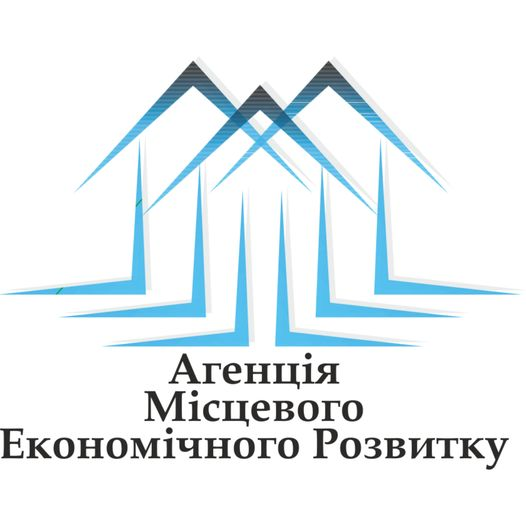 Агенція
Місцевого
Економічного Розвитку